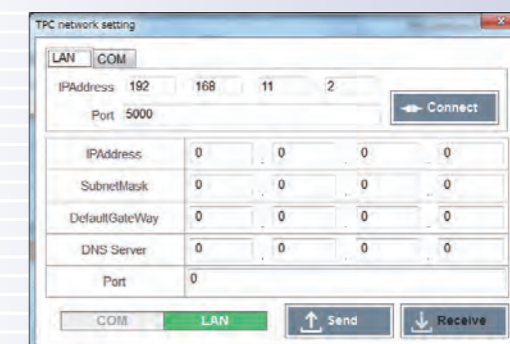 TPC network setting
LAN COM
IPAddress 192 168 11 2
Port 5000
Connect
IPAddress 0 . 0 . 0 . 0
SubnetMask 0 . 0 . 0 . 0
DefaultGateWay 0 . 0 . 0 . 0
DNS Server 0 . 0 . 0 . 0
Port 0
COM LAN Send Receive